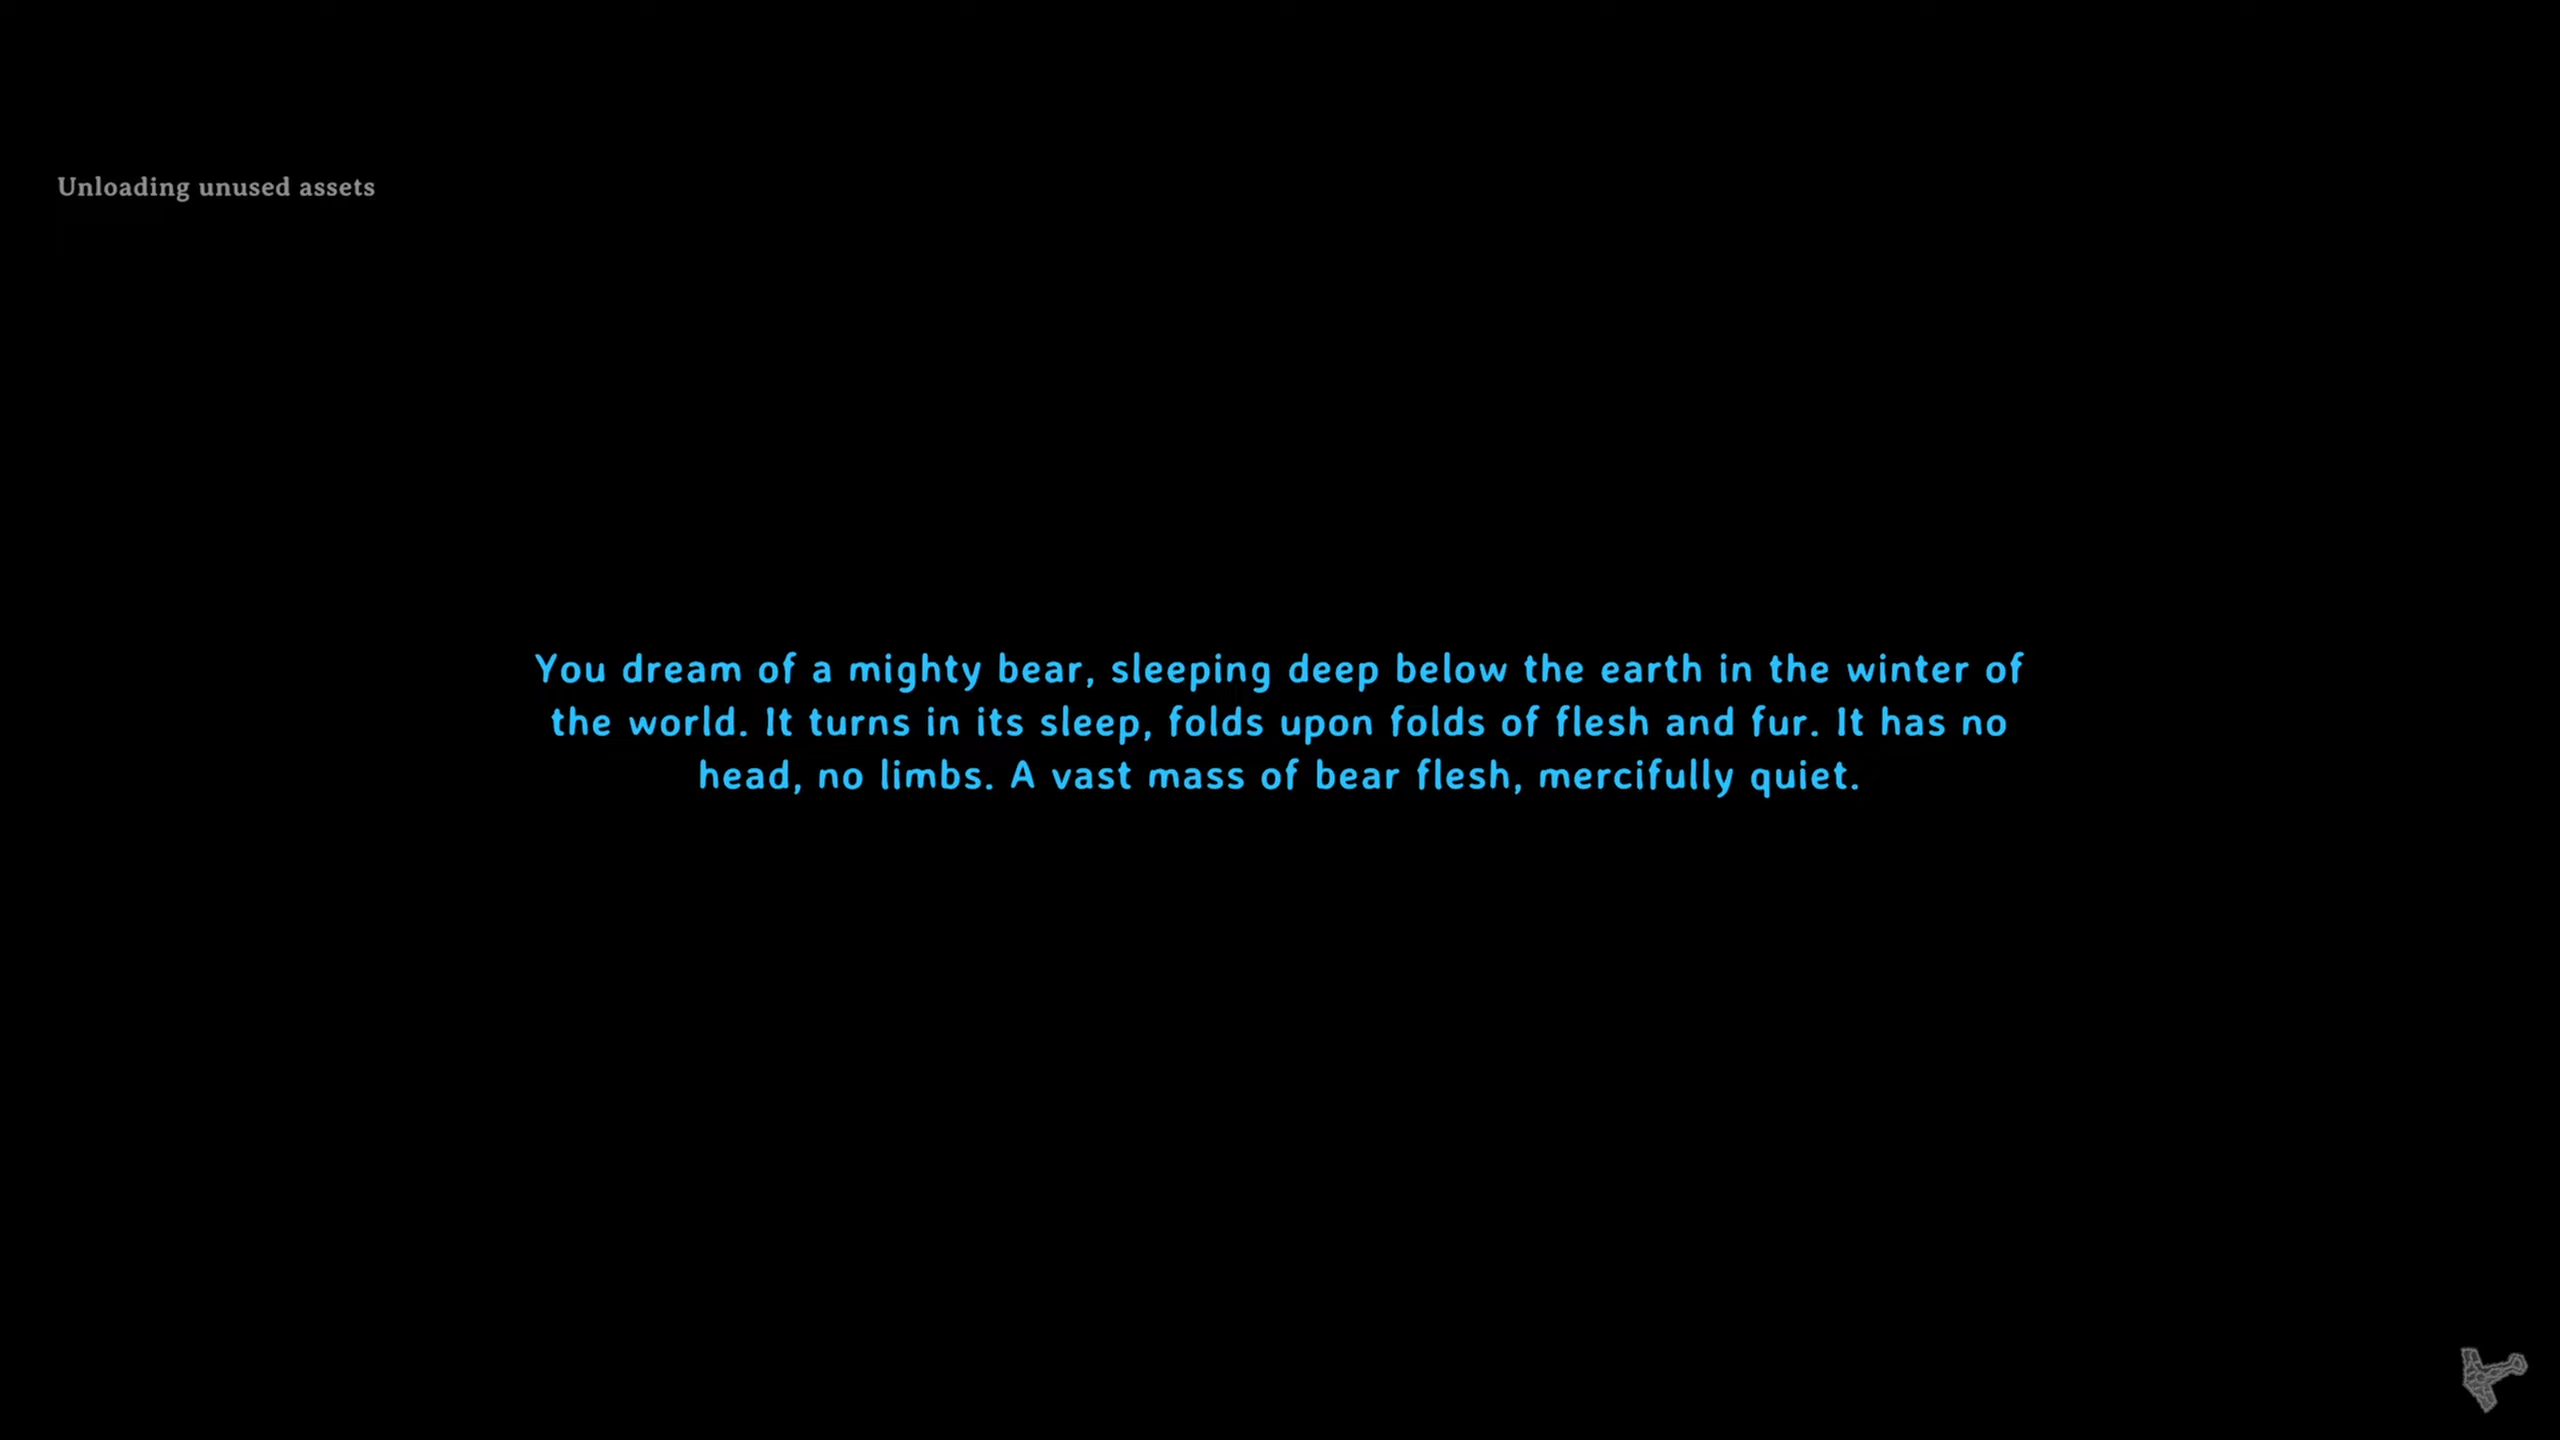 Unloading unused assets
You dream of a mighty bear, sleeping deep below the earth in the winter of
the world. It turns in its sleep, folds upon folds of flesh and fur. It has no
head, no limbs. A vast mass of bear flesh, mercifully quiet.